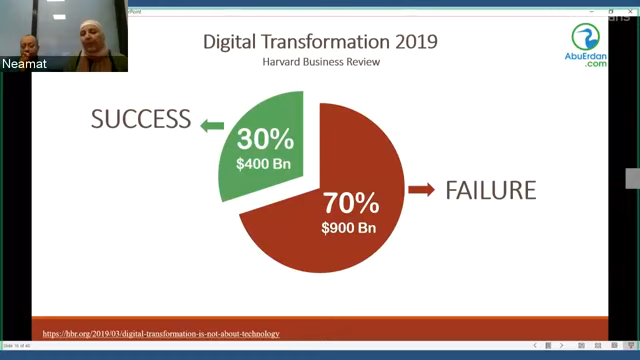 Neamat
Digital Transformation 2019
Harvard Business Review
AbuErdan
.com
SUCCESS
30%
$400 Bn
70%
$900 Bn
FAILURE
https://hbr.org/2019/03/digital-transformation-is-not-about-technology